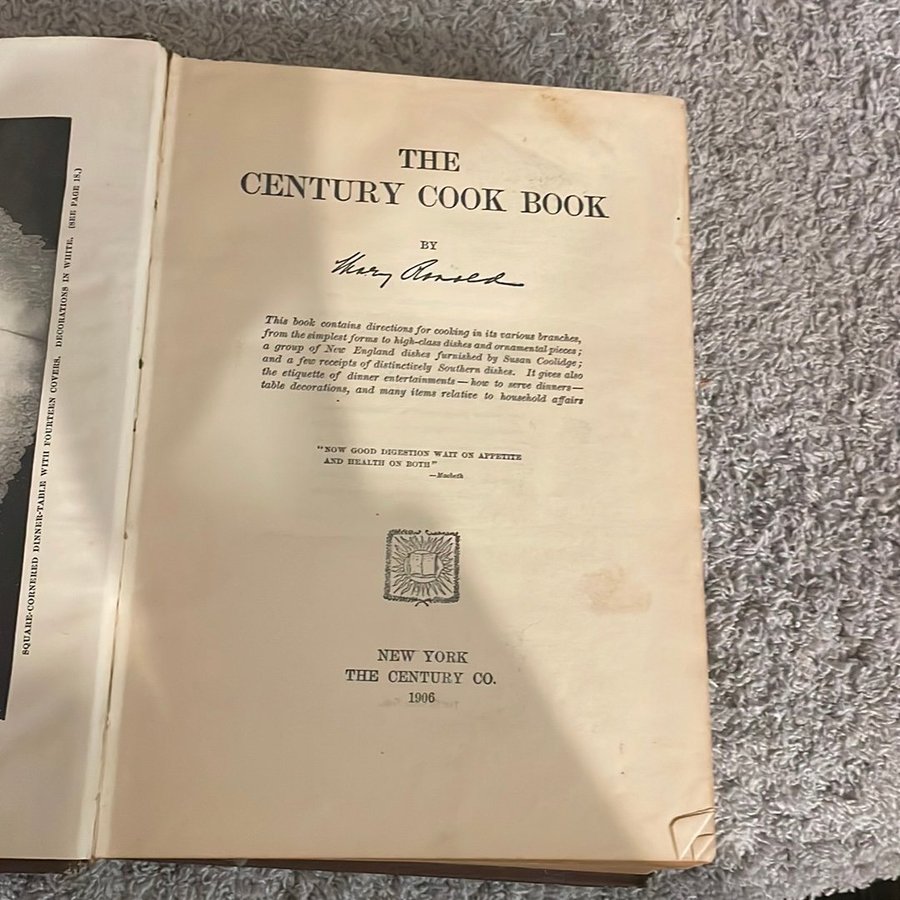 SQUARE-CORNERED DINNER-TABLE WITH FOURTEEN COVERS. DECORATIONS IN WHITE. (SEE PAGE 18.)
THE
CENTURY COOK BOOK
BY
Mary Ronald
This book contains directions for cooking in its various branches,
from the simplest forms to high-class dishes and ornamental pieces;
a group of New England dishes furnished by Susan Coolidge;
and a few receipts of distinctively Southern dishes. It gives also
the etiquette of dinner entertainments—how to serve dinners—
table decorations, and many items relative to household affairs
"NOW GOOD DIGESTION WAIT ON APPETITE
AND HEALTH ON BOTH"
—Macbeth
NEW YORK
THE CENTURY CO.
1906